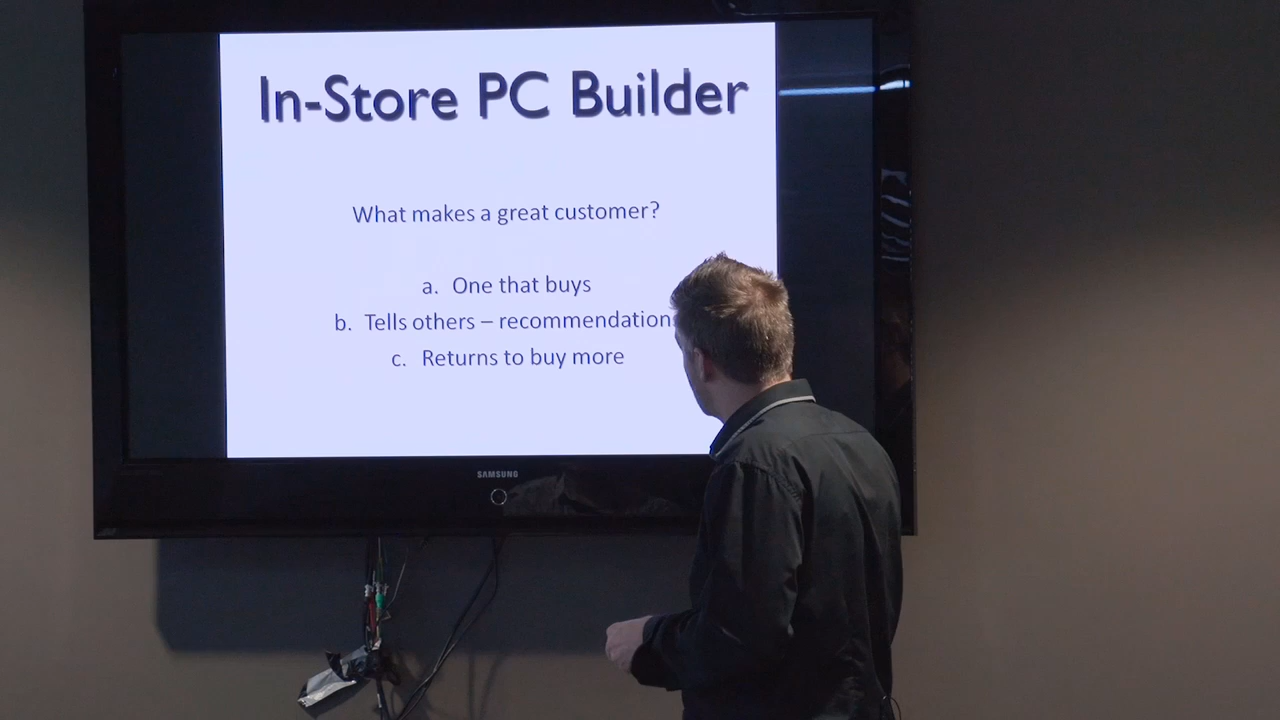 In-Store PC Builder
What makes a great customer?
a. One that buys
b. Tells others – recommendation
c. Returns to buy more
SAMSUNG